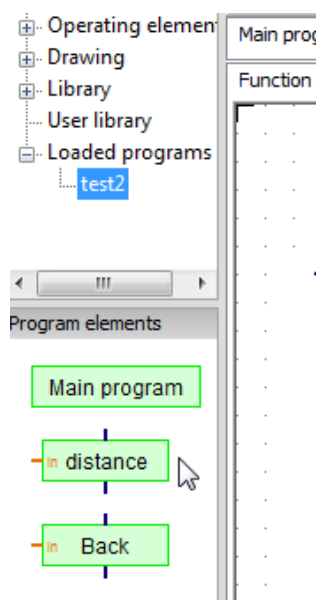 Operating elemen
Main prog
Drawing
Library
Function
User library
Loaded programs
test2
Program elements
Main program
In distance
In Back